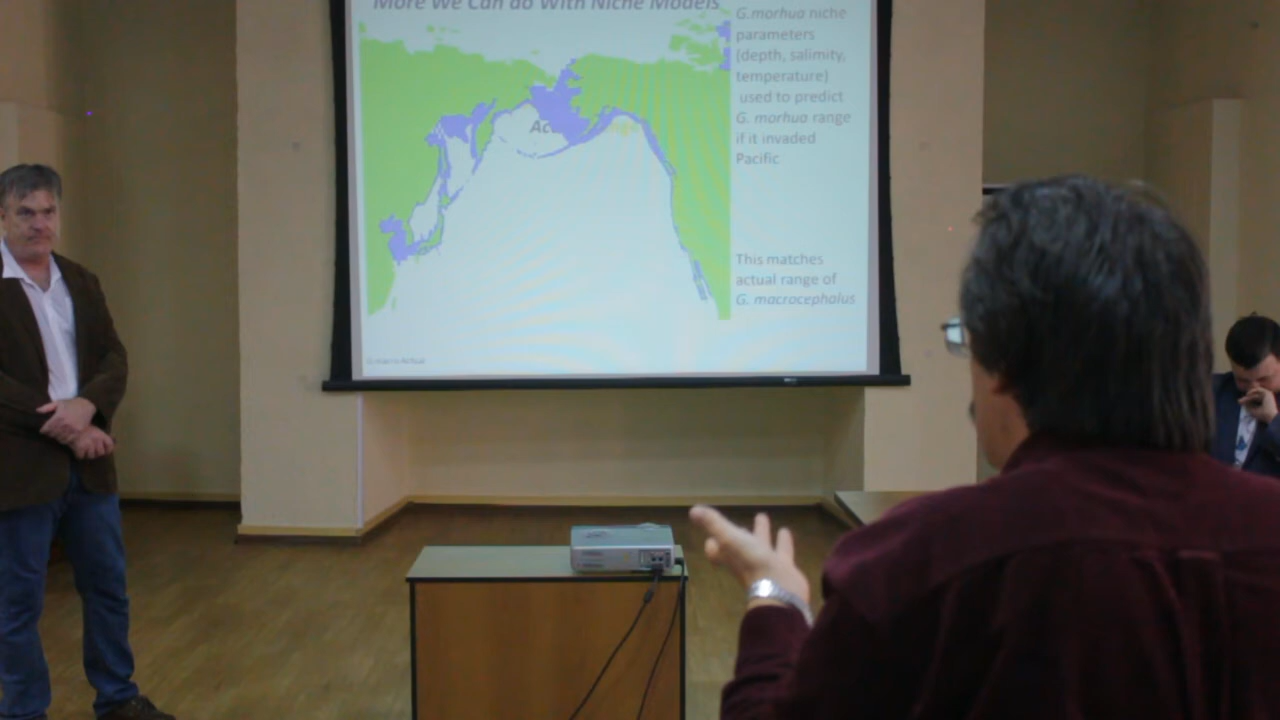 More We Can do With Niche Models
G.morhua niche
parameters
(depth, salimity,
temperature)
used to predict
G. morhua range
if it invaded
Pacific
This matches
actual range of
G. macrocephalus